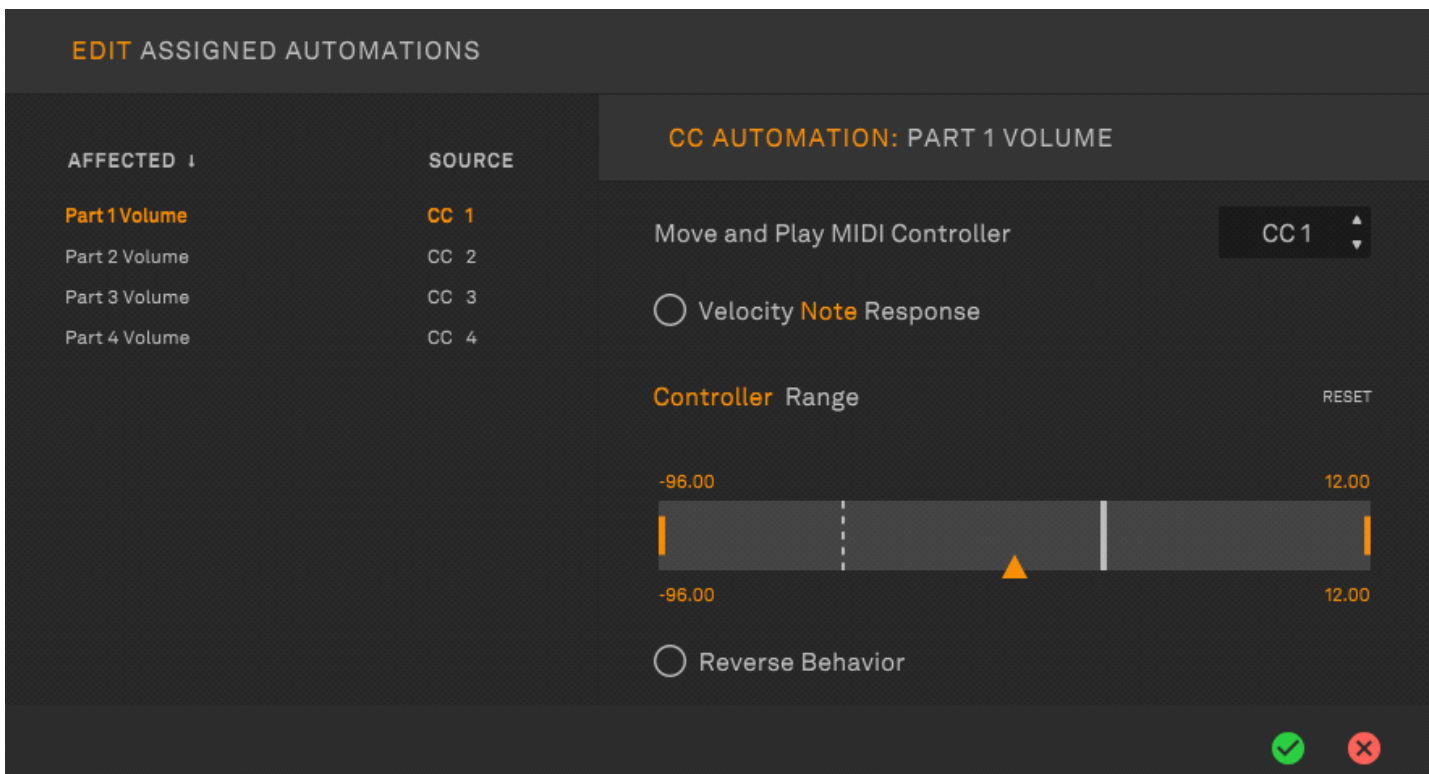 EDIT ASSIGNED AUTOMATIONS
AFFECTED ↓ SOURCE
Part 1 Volume CC 1
Part 2 Volume CC 2
Part 3 Volume CC 3
Part 4 Volume CC 4
CC AUTOMATION: PART 1 VOLUME
Move and Play MIDI Controller CC 1
Velocity Note Response
Controller Range RESET
-96.00 12.00
-96.00 12.00
Reverse Behavior